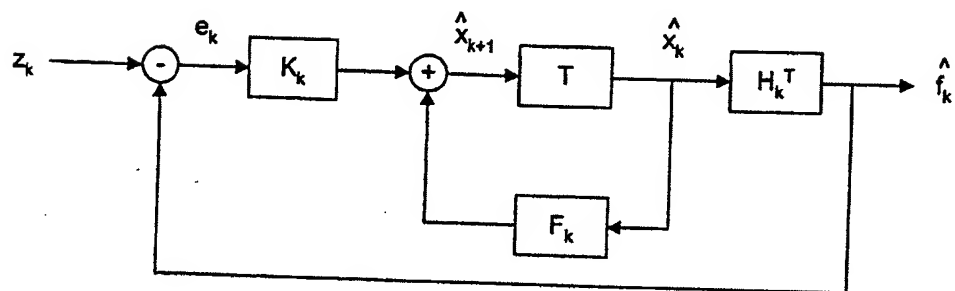 z_k
-
e_k
K_k
+
x̂_{k+1}
T
x̂_k
H_k^T
f̂_k
F_k